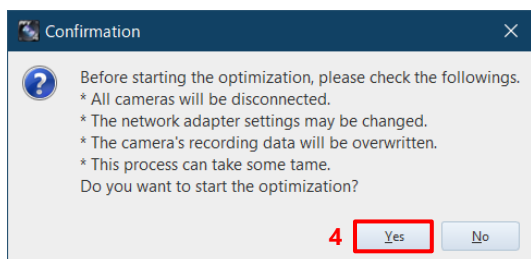 Confirmation
Before starting the optimization, please check the followings.
* All cameras will be disconnected.
* The network adapter settings may be changed.
* The camera's recording data will be overwritten.
* This process can take some tame.
Do you want to start the optimization?
4 Yes No